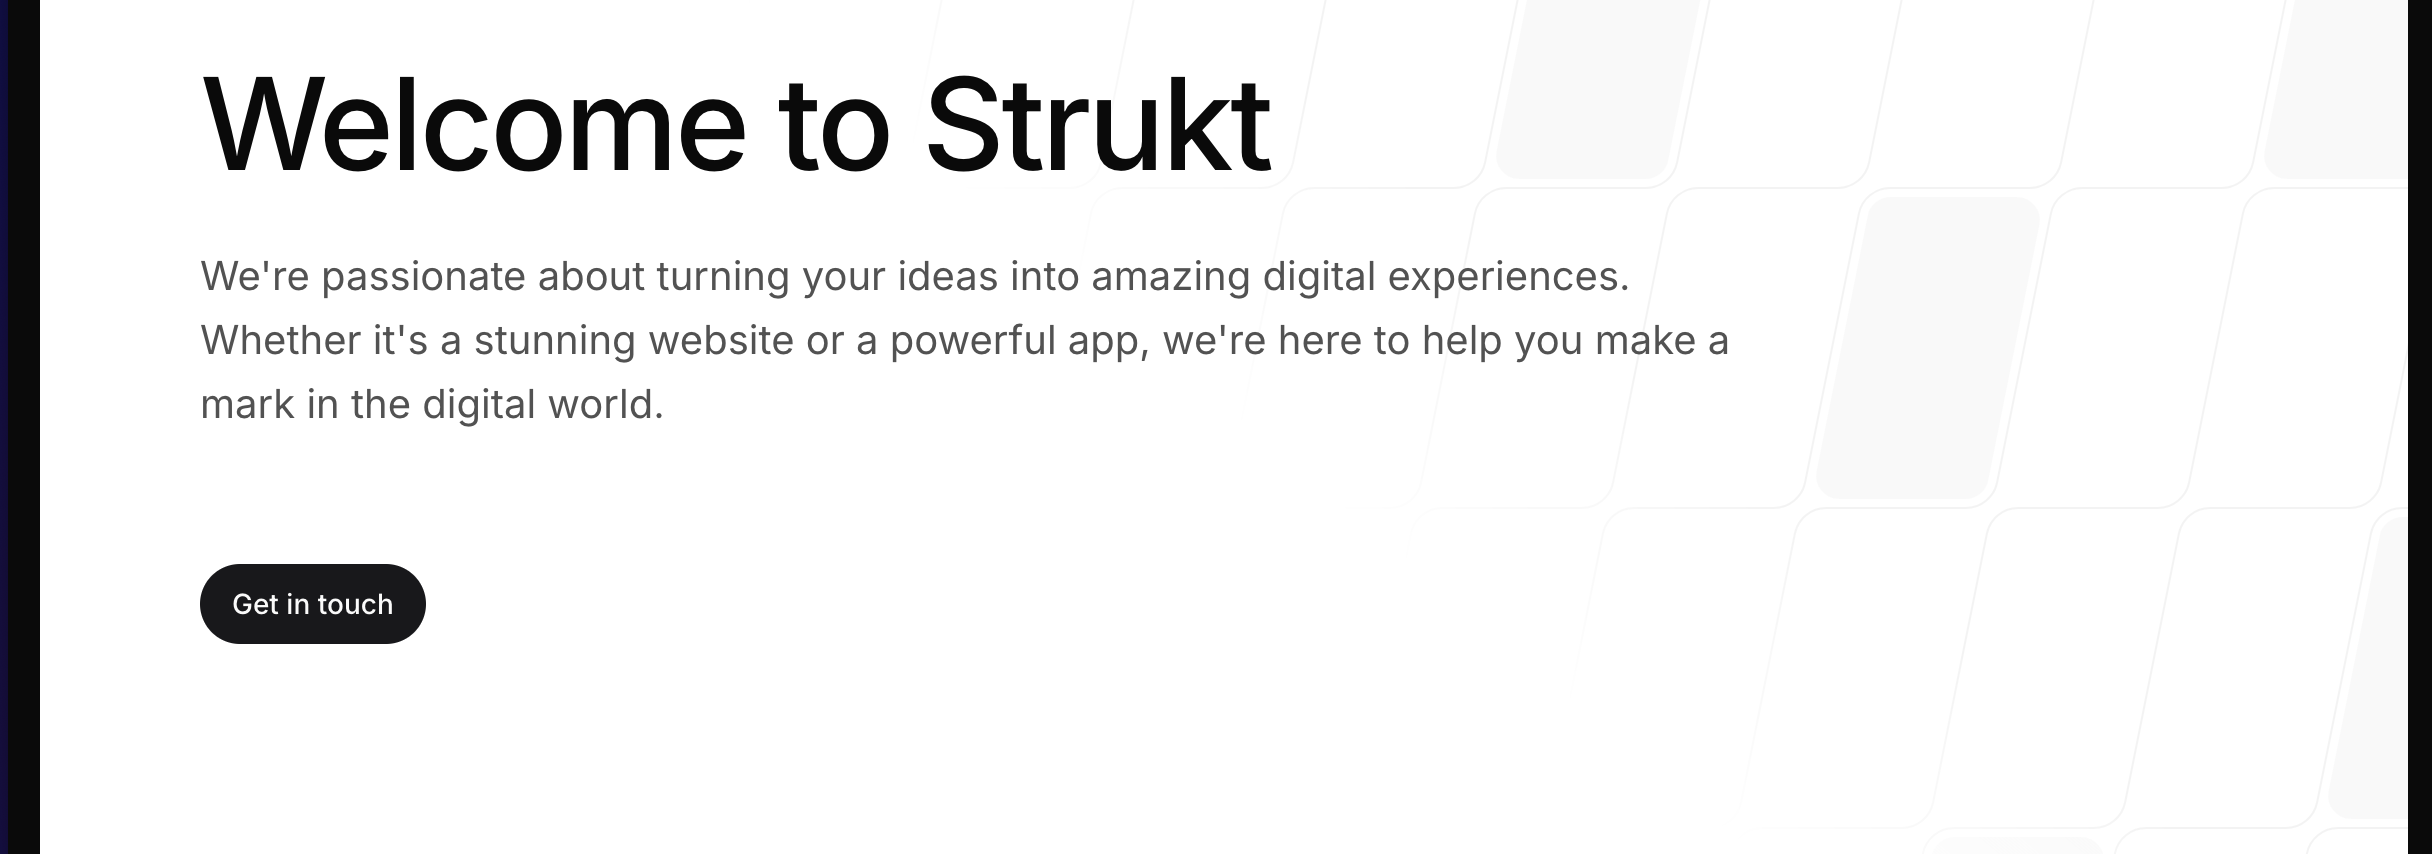 Welcome to Strukt
We're passionate about turning your ideas into amazing digital experiences.
Whether it's a stunning website or a powerful app, we're here to help you make a
mark in the digital world.
Get in touch